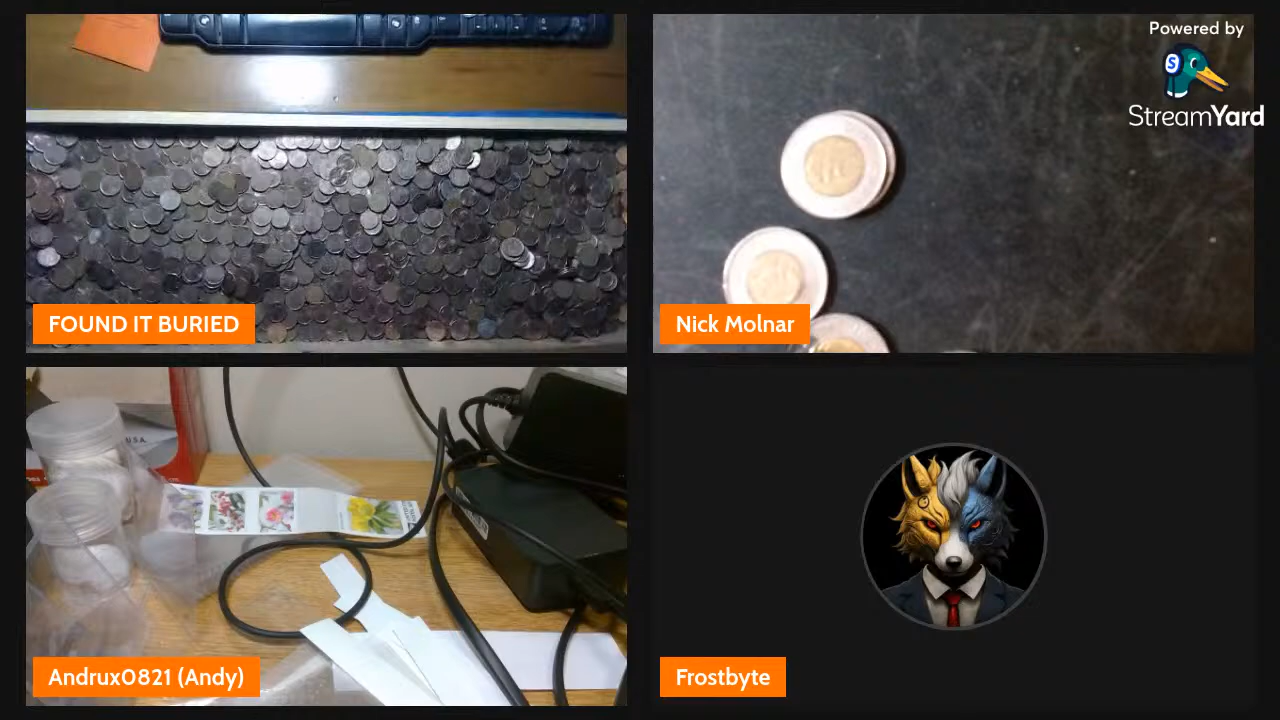 Powered by
StreamYard
FOUND IT BURIED
Nick Molnar
U.S.A.
Andrux0821 (Andy)
Frostbyte